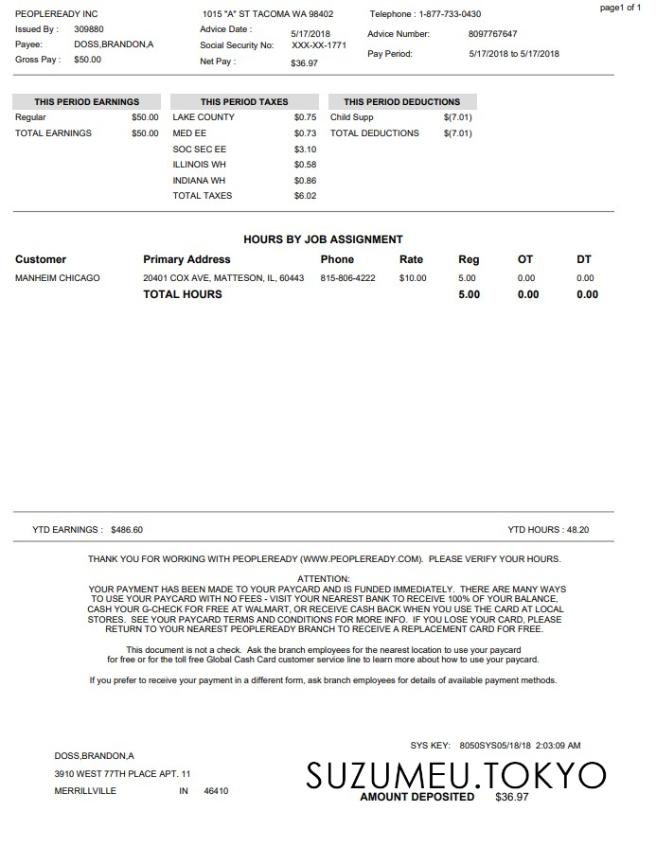 page1 of 1
PEOPLEREADY INC 1015 "A" ST TACOMA WA 98402 Telephone : 1-877-733-0430
Issued By : 309880 Advice Date : 5/17/2018 Advice Number: 8097767647
Payee: DOSS,BRANDON,A Social Security No: XXX-XX-1771
Gross Pay : $50.00 Net Pay : $36.97 Pay Period: 5/17/2018 to 5/17/2018
THIS PERIOD EARNINGS THIS PERIOD TAXES THIS PERIOD DEDUCTIONS
Regular $50.00 LAKE COUNTY $0.75 Child Supp $(7.01)
TOTAL EARNINGS $50.00 MED EE $0.73 TOTAL DEDUCTIONS $(7.01)
SOC SEC EE $3.10
ILLINOIS WH $0.58
INDIANA WH $0.86
TOTAL TAXES $6.02
HOURS BY JOB ASSIGNMENT
Customer Primary Address Phone Rate Reg OT DT
MANHEIM CHICAGO 20401 COX AVE, MATTESON, IL, 60443 815-806-4222 $10.00 5.00 0.00 0.00
TOTAL HOURS 5.00 0.00 0.00
YTD EARNINGS : $486.60 YTD HOURS : 48.20
THANK YOU FOR WORKING WITH PEOPLEREADY (WWW.PEOPLEREADY.COM). PLEASE VERIFY YOUR HOURS.
ATTENTION:
YOUR PAYMENT HAS BEEN MADE TO YOUR PAYCARD AND IS FUNDED IMMEDIATELY. THERE ARE MANY WAYS
TO USE YOUR PAYCARD WITH NO FEES - VISIT YOUR NEAREST BANK TO RECEIVE 100% OF YOUR BALANCE,
CASH YOUR G-CHECK FOR FREE AT WALMART, OR RECEIVE CASH BACK WHEN YOU USE THE CARD AT LOCAL
STORES. SEE YOUR PAYCARD TERMS AND CONDITIONS FOR MORE INFO. IF YOU LOSE YOUR CARD, PLEASE
RETURN TO YOUR NEAREST PEOPLEREADY BRANCH TO RECEIVE A REPLACEMENT CARD FOR FREE.
This document is not a check. Ask the branch employees for the nearest location to use your paycard
for free or for the toll free Global Cash Card customer service line to learn more about how to use your paycard.
If you prefer to receive your payment in a different form, ask branch employees for details of available payment methods.
SYS KEY: 8050SYS05/18/18 2:03:09 AM
DOSS,BRANDON,A
3910 WEST 77TH PLACE APT. 11
MERRILLVILLE IN 46410
SUZUMEU.TOKYO
AMOUNT DEPOSITED $36.97